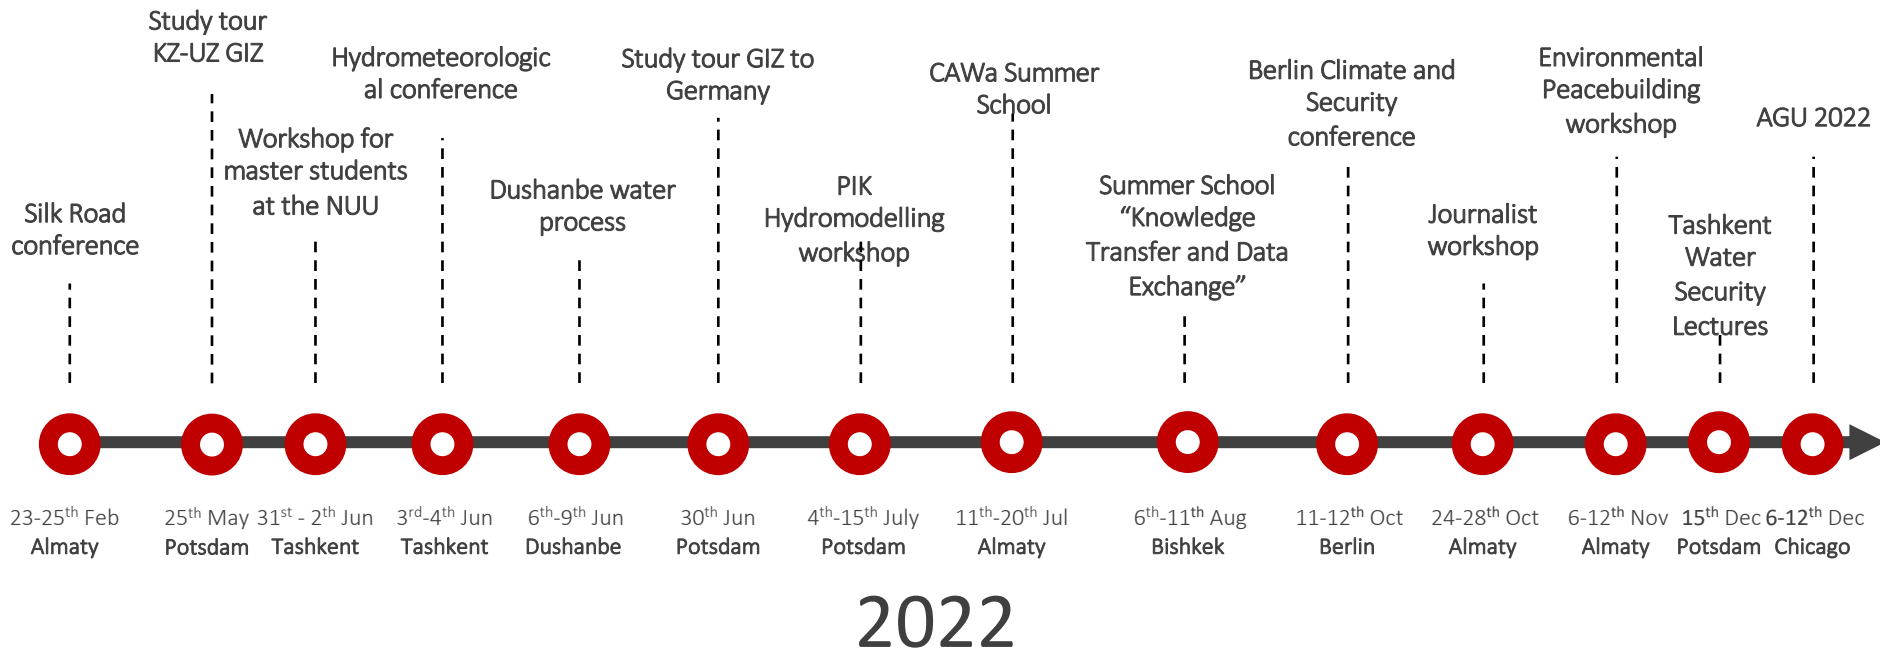 Study tour
KZ-UZ GIZ
Hydrometeorologic
al conference
Study tour GIZ to
Germany
CAWa Summer
School
Berlin Climate and
Security
conference
Environmental
Peacebuilding
workshop
AGU 2022
Silk Road
conference
Workshop for
master students
at the NUU
Dushanbe water
process
PIK
Hydromodelling
workshop
Summer School
“Knowledge
Transfer and Data
Exchange”
Journalist
workshop
Tashkent
Water
Security
Lectures
23-25th Feb
Almaty
25th May
Potsdam
31st - 2th Jun
Tashkent
3rd-4th Jun
Tashkent
6th-9th Jun
Dushanbe
30th Jun
Potsdam
4th-15th July
Potsdam
11th-20th Jul
Almaty
6th-11th Aug
Bishkek
11-12th Oct
Berlin
24-28th Oct
Almaty
6-12th Nov
Almaty
15th Dec
Potsdam
6-12th Dec
Chicago
2022